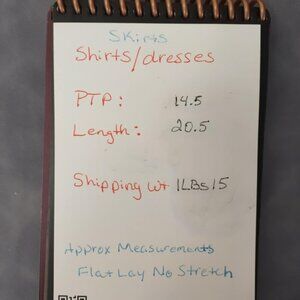 Skirts
Shirts/dresses
PTP: 14.5
Length: 20.5
Shipping wt 1LBs15
Approx Measurements
Flat Lay No Stretch